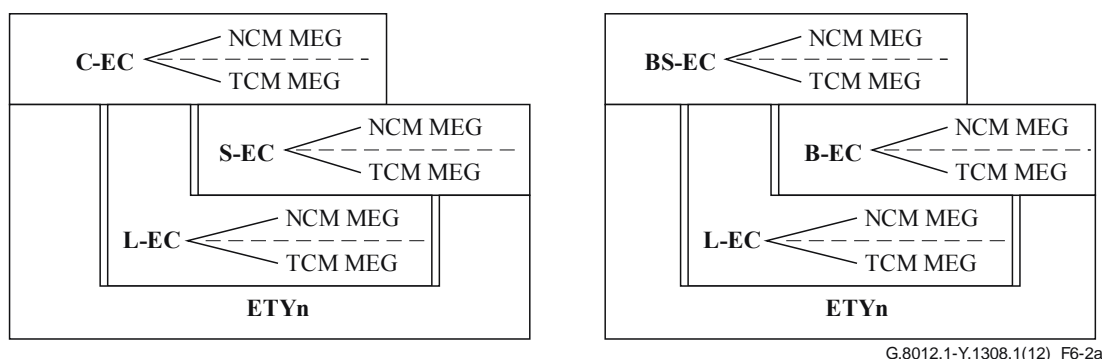 C-EC
NCM MEG
TCM MEG
S-EC
NCM MEG
TCM MEG
L-EC
NCM MEG
TCM MEG
ETYn
BS-EC
NCM MEG
TCM MEG
B-EC
NCM MEG
TCM MEG
L-EC
NCM MEG
TCM MEG
ETYn
G.8012.1-Y.1308.1(12)_F6-2a